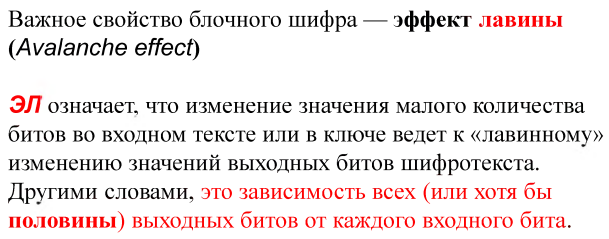 Важное свойство блочного шифра — эффект лавины
(Avalanche effect)
ЭЛ означает, что изменение значения малого количества
битов во входном тексте или в ключе ведет к «лавинному»
изменению значений выходных битов шифротекста.
Другими словами, это зависимость всех (или хотя бы
половины) выходных битов от каждого входного бита.